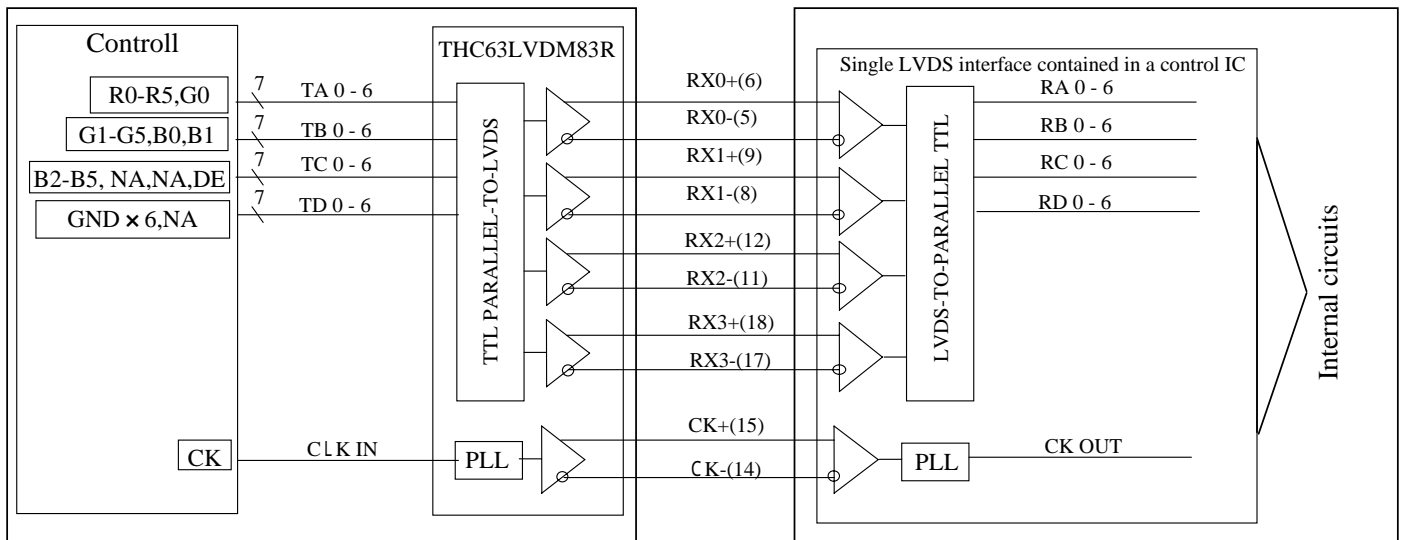 Controll
THC63LVDM83R
Single LVDS interface contained in a control IC
R0-R5,G0
7
TA 0 - 6
RX0+(6)
RA 0 - 6
G1-G5,B0,B1
7
TB 0 - 6
RX0-(5)
RB 0 - 6
B2-B5, NA,NA,DE
7
TC 0 - 6
RX1+(9)
RC 0 - 6
GND × 6,NA
7
TD 0 - 6
RX1-(8)
RD 0 - 6
RX2+(12)
RX2-(11)
RX3+(18)
RX3-(17)
TTL PARALLEL-TO-LVDS
LVDS-TO-PARALLEL TTL
Internal circuits
CK
CLK IN
PLL
CK+(15)
CK-(14)
PLL
CK OUT